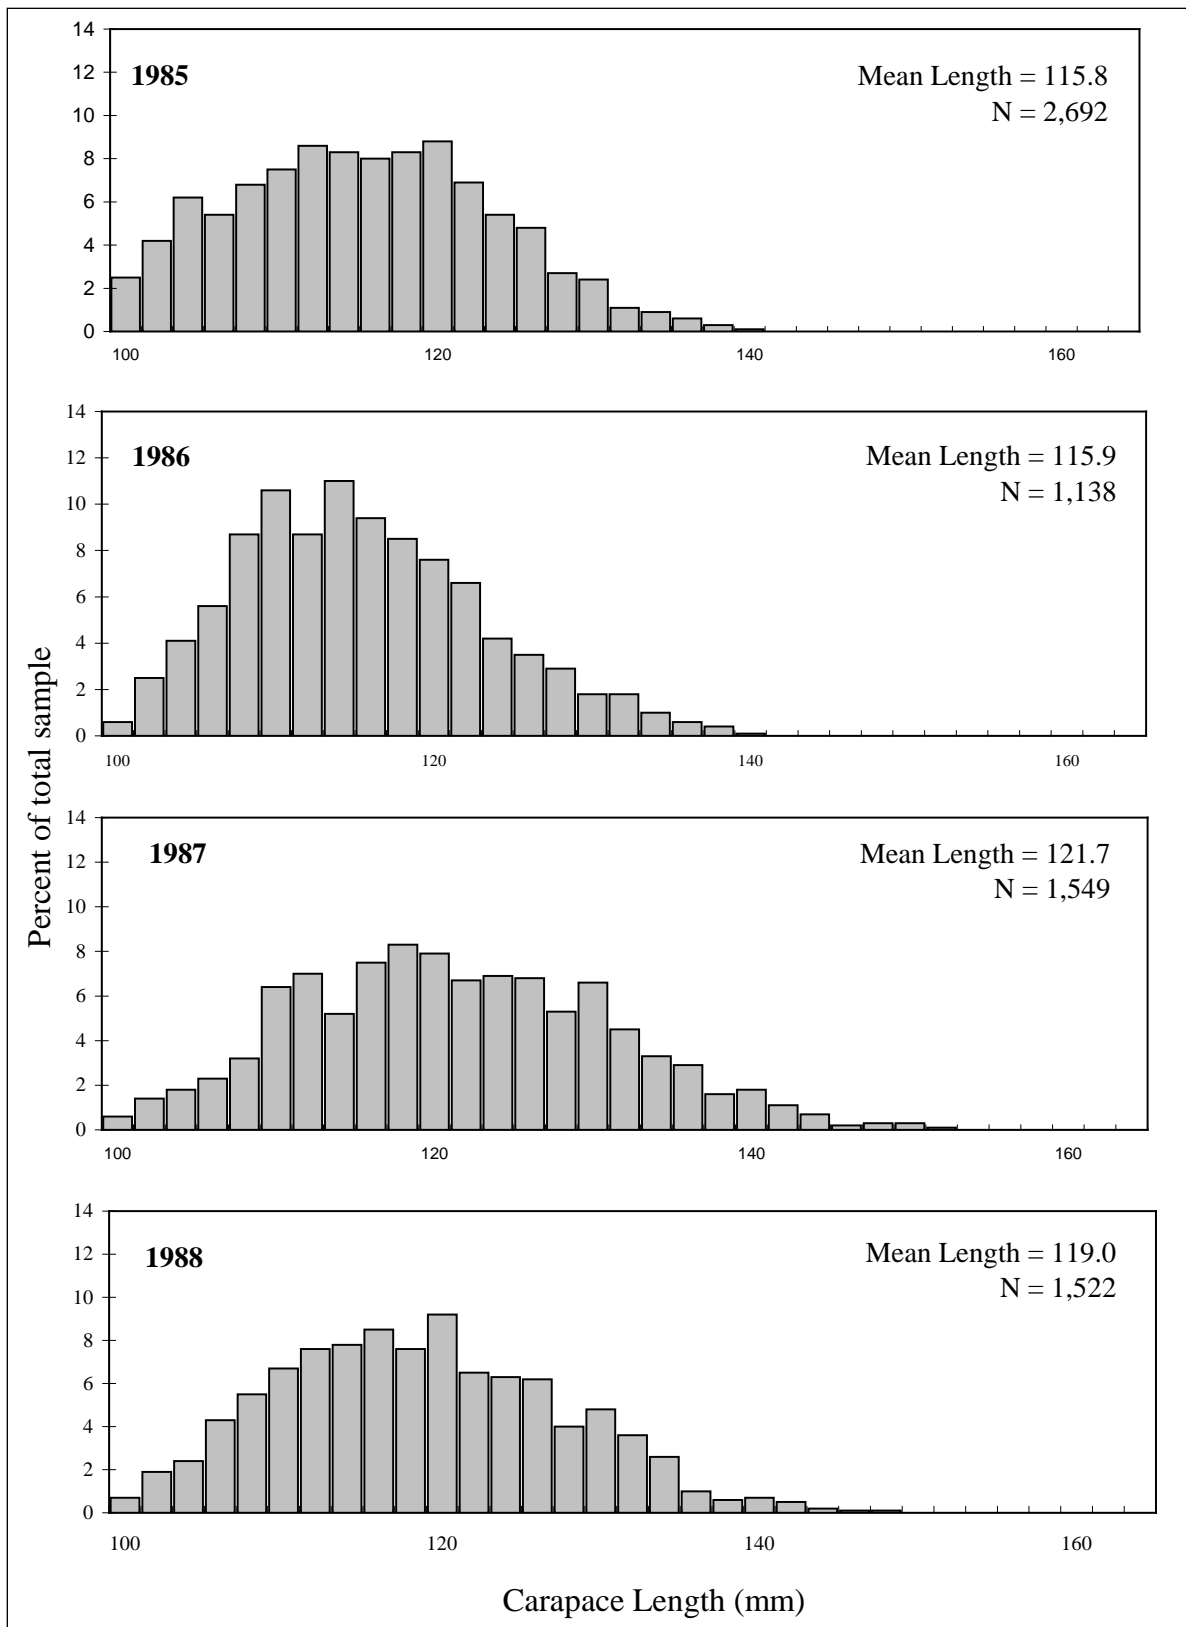 14
12
10
8
6
4
2
0
1985
Mean Length = 115.8
N = 2,692
100 120 140 160
14
12
10
8
6
4
2
0
1986
Mean Length = 115.9
N = 1,138
100 120 140 160
14
12
10
8
6
4
2
0
1987
Mean Length = 121.7
N = 1,549
100 120 140 160
14
12
10
8
6
4
2
0
1988
Mean Length = 119.0
N = 1,522
100 120 140 160
Percent of total sample
Carapace Length (mm)